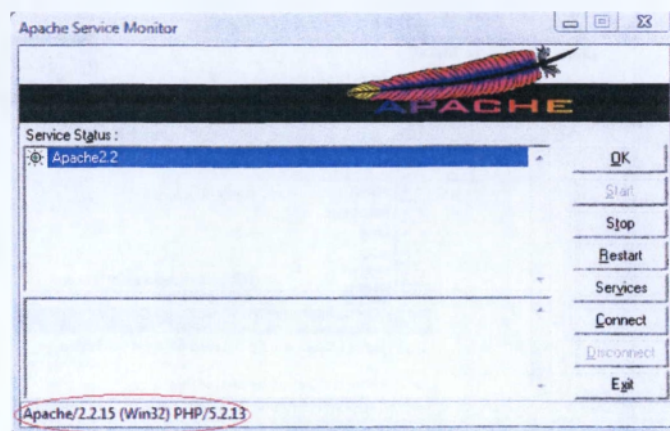 Apache Service Monitor
APACHE
Service Status :
Apache2.2
OK
Start
Stop
Restart
Services
Connect
Disconnect
Exit
Apache/2.2.15 (Win32) PHP/5.2.13